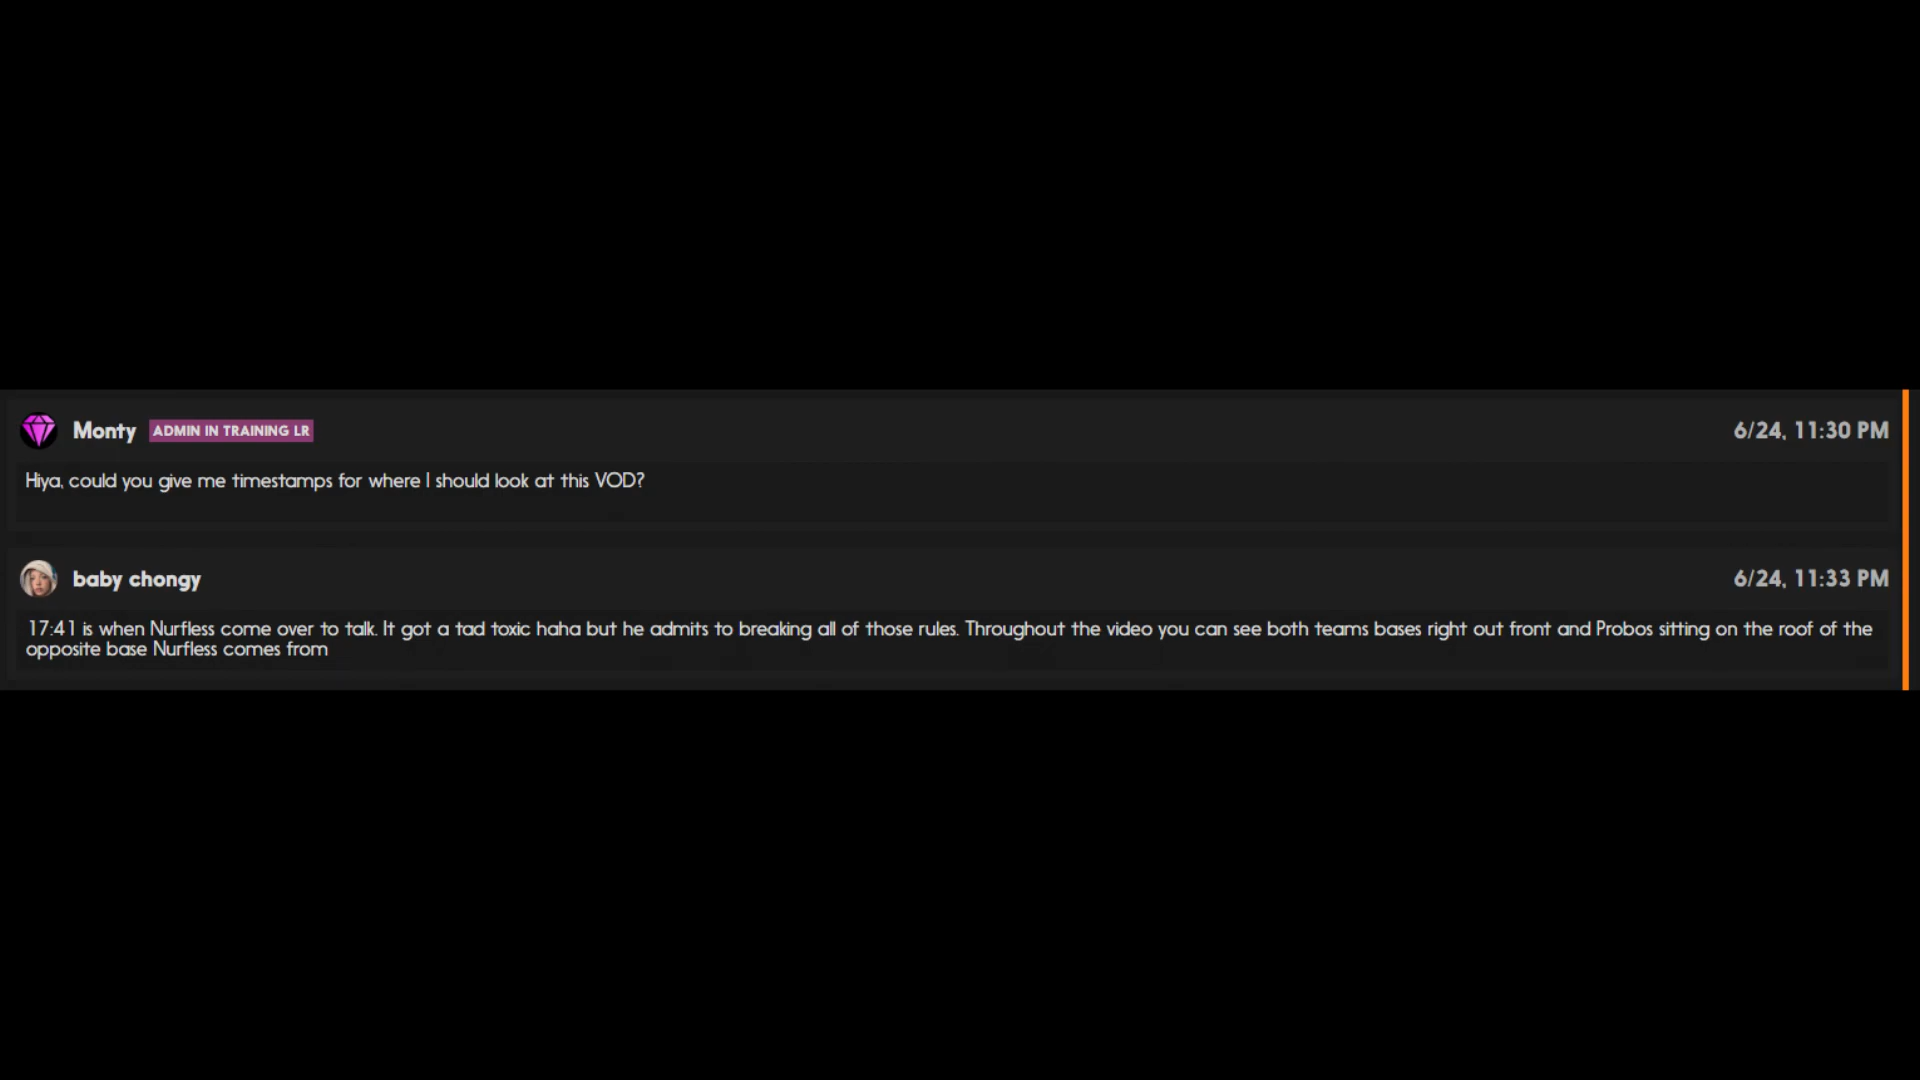 Monty ADMIN IN TRAINING LR 6/24, 11:30 PM
Hiya, could you give me timestamps for where I should look at this VOD?
baby chongy 6/24, 11:33 PM
17:41 is when Nurfless come over to talk. It got a tad toxic haha but he admits to breaking all of those rules. Throughout the video you can see both teams bases right out front and Probos sitting on the roof of the
opposite base Nurfless comes from